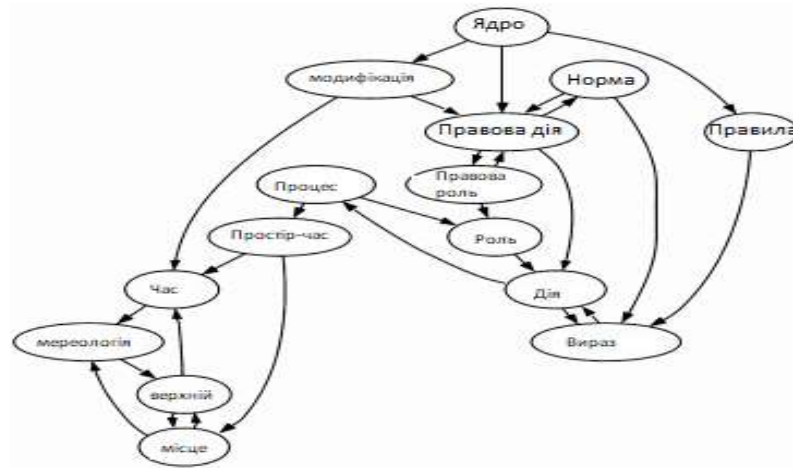 Ядро
модифікація
Норма
Правова дія
Правила
Правова
роль
Процес
Простір-час
Роль
Час
Дія
мереологія
Вираз
верхній
місце